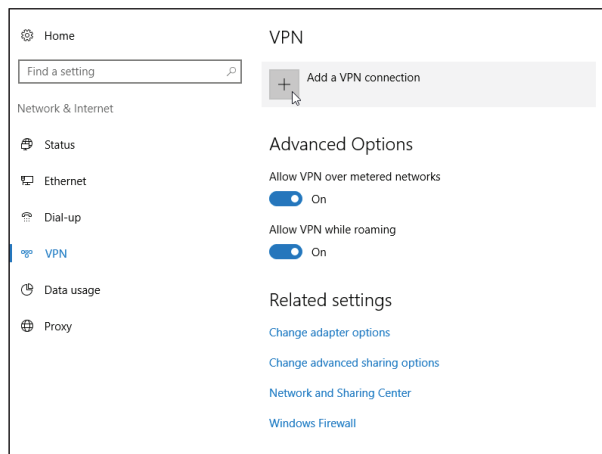 Home
Find a setting
Network & Internet
Status
Ethernet
Dial-up
VPN
Data usage
Proxy
VPN
Add a VPN connection
Advanced Options
Allow VPN over metered networks
On
Allow VPN while roaming
On
Related settings
Change adapter options
Change advanced sharing options
Network and Sharing Center
Windows Firewall